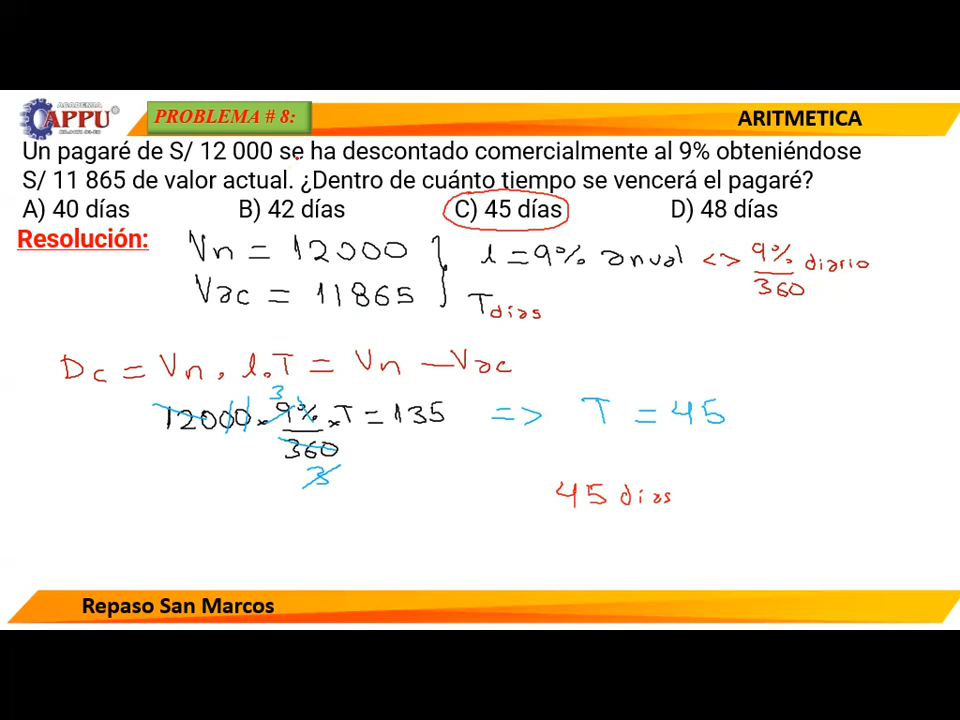 ACADEMIA
APPU
PROBLEMA # 8:
ARITMETICA
Un pagaré de S/ 12 000 se ha descontado comercialmente al 9% obteniéndose
S/ 11 865 de valor actual. ¿Dentro de cuánto tiempo se vencerá el pagaré?
A) 40 días B) 42 días C) 45 días D) 48 días
Resolución:
Vn = 12000 } i = 9% anual <> 9%/360 diario
Vac = 11865 } T días
Dc = Vn . i . T = Vn - Vac
12000 × 9%/360 × T = 135 => T = 45
3
3
45 días
Repaso San Marcos